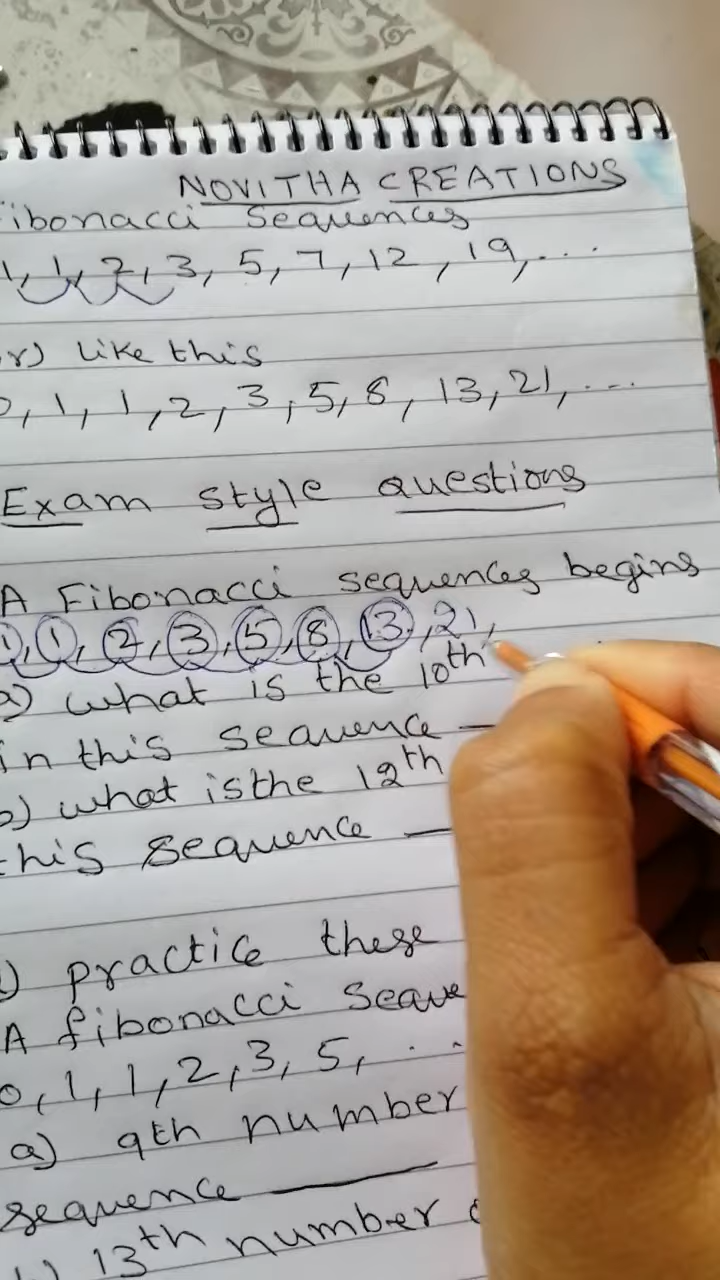 NOVITHA CREATIONS
ibonacci Sequences
1, 1, 2, 3, 5, 7, 12, 19, ...
r) like this
0, 1, 1, 2, 3, 5, 8, 13, 21, ...
Exam style questions
A Fibonacci sequences begins
1, 1, 2, 3, 5, 8, 13, 21,
a) what is the 10th
in this sequence
b) what is the 12th
this sequence
) practice these
A fibonacci seque
0, 1, 1, 2, 3, 5, ...
a) 9th number
sequence
) 13th number